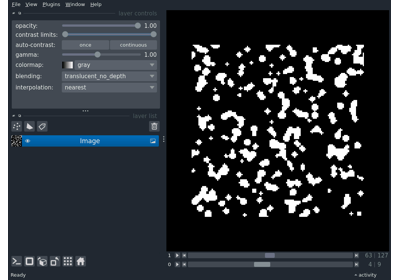 File View Plugins Window Help
layer controls
opacity: 1.00
contrast limits:
auto-contrast: once continuous
gamma: 1.00
colormap: gray
blending: translucent_no_depth
interpolation: nearest
layer list
Image
1 63 127
0 4 9
Ready activity